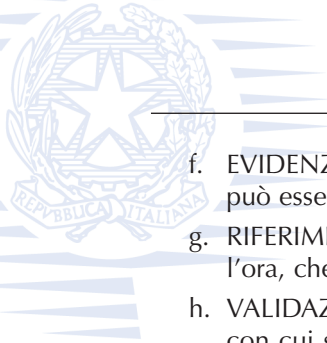 REPVBBLICA ITALIANA
f. EVIDENZ
può esse
g. RIFERIM
l'ora, che
h. VALIDAZ
con cui s